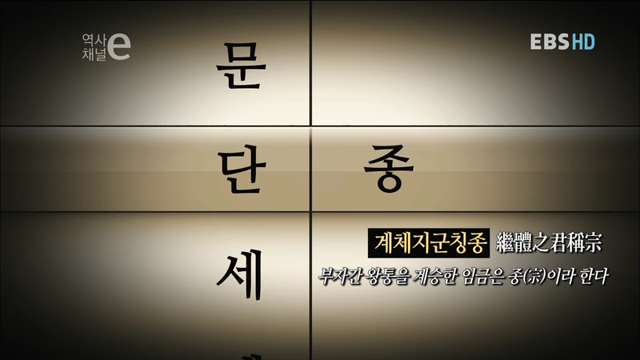 역사
채널 e
EBS HD
문
단 종
세
계체지군칭종 繼體之君稱宗
부자간 왕통을 계승한 임금은 종(宗)이라 한다